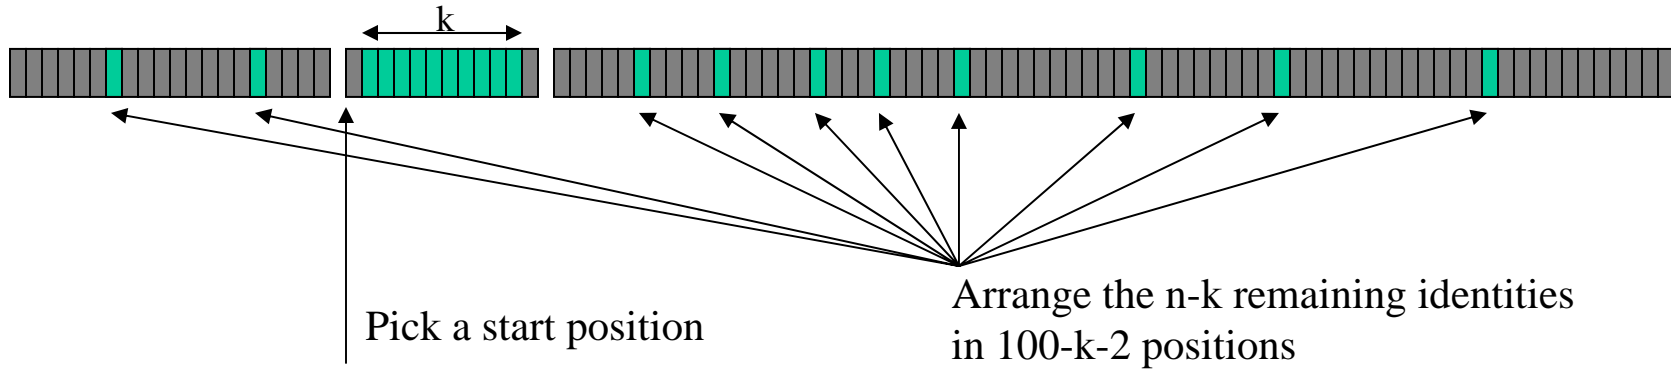 k
Pick a start position
Arrange the n-k remaining identities
in 100-k-2 positions